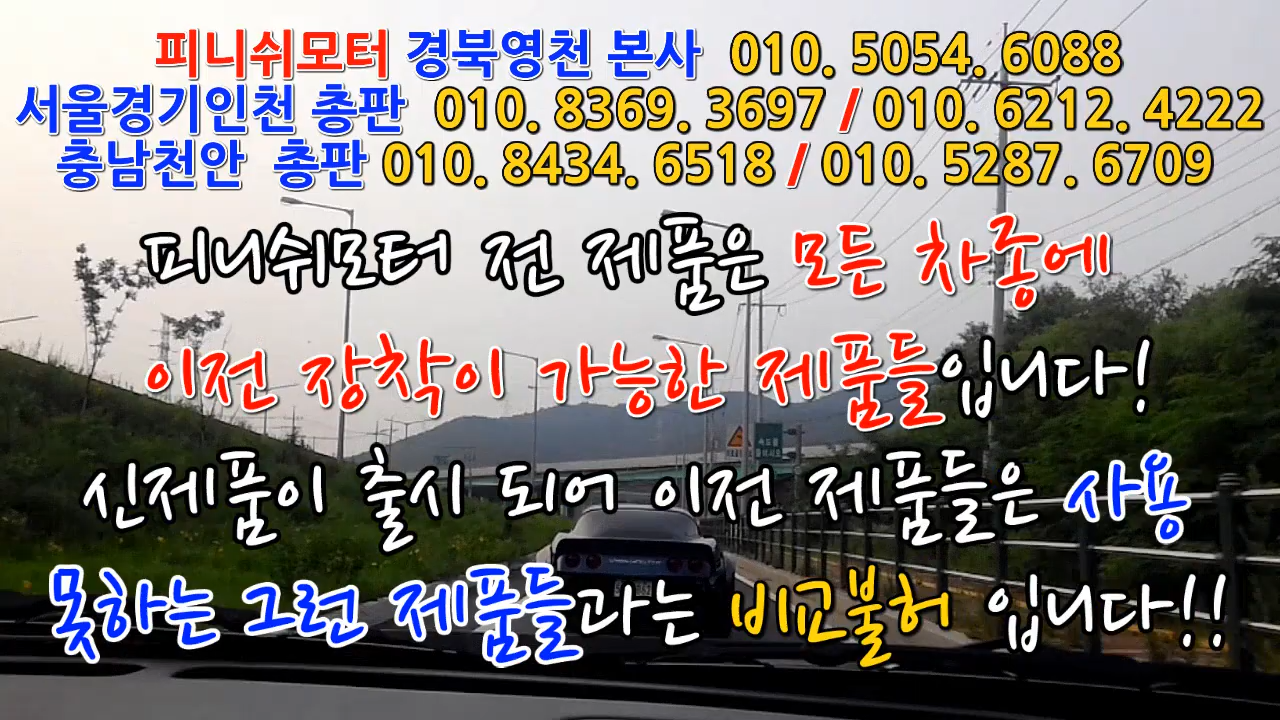 피니쉬모터 경북영천 본사 010. 5054. 6088
서울경기인천 총판 010. 8369. 3697 / 010. 6212. 4222
충남천안 총판 010. 8434. 6518 / 010. 5287. 6709
피니쉬모터 전 제품은 모든 차종에
이전 장착이 가능한 제품들입니다!
신제품이 출시 되어 이전 제품들은 사용
못하는 그런 제품들과는 비교불허 입니다!!